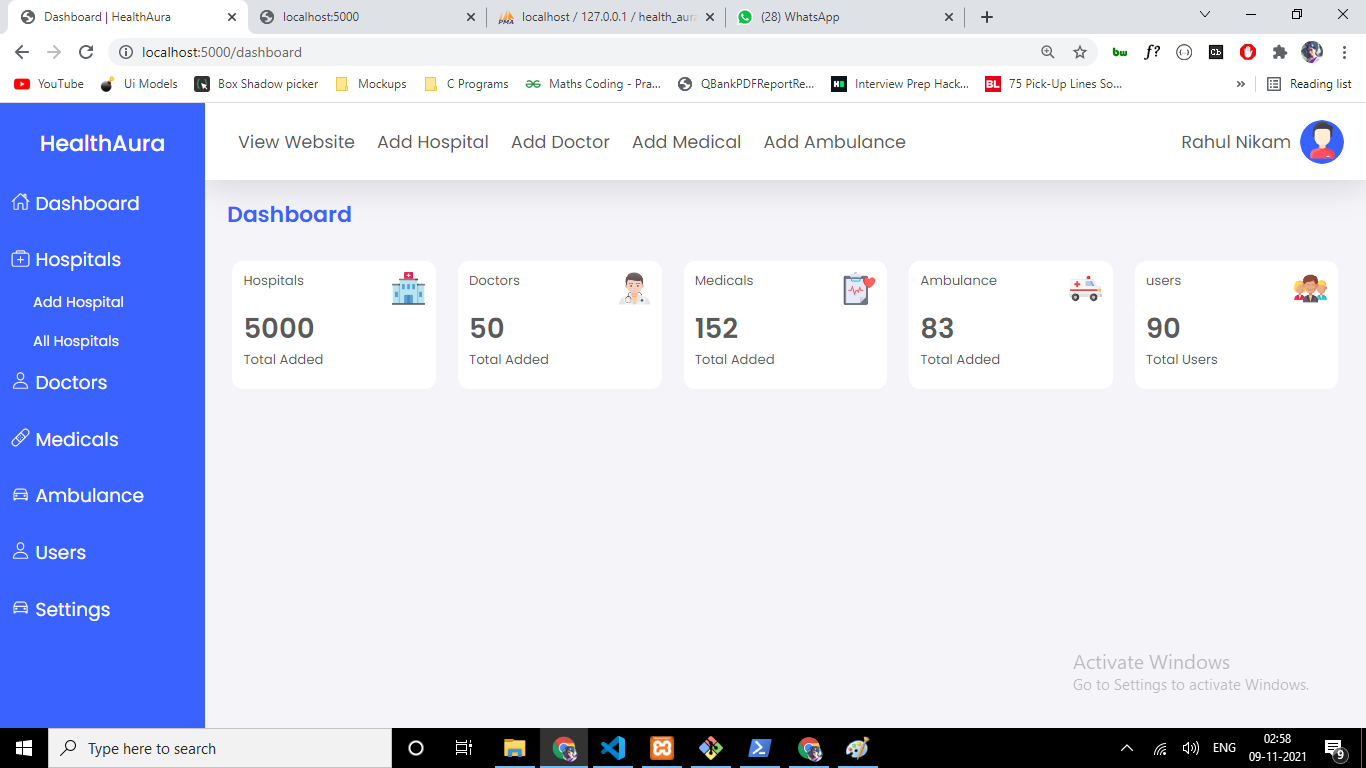 Dashboard | HealthAura
localhost:5000
localhost / 127.0.0.1 / health_aura
(28) WhatsApp
localhost:5000/dashboard
bw
f?
Cb
YouTube
Ui Models
Box Shadow picker
Mockups
C Programs
Maths Coding - Pra...
QBankPDFReportRe...
Interview Prep Hack...
BL
75 Pick-Up Lines So...
»
Reading list
HealthAura
View Website
Add Hospital
Add Doctor
Add Medical
Add Ambulance
Rahul Nikam
Dashboard
Hospitals
Add Hospital
All Hospitals
Doctors
Medicals
Ambulance
Users
Settings
Dashboard
Hospitals
5000
Total Added
Doctors
50
Total Added
Medicals
152
Total Added
Ambulance
83
Total Added
users
90
Total Users
Activate Windows
Go to Settings to activate Windows.
Type here to search
ENG
02:58
09-11-2021
9